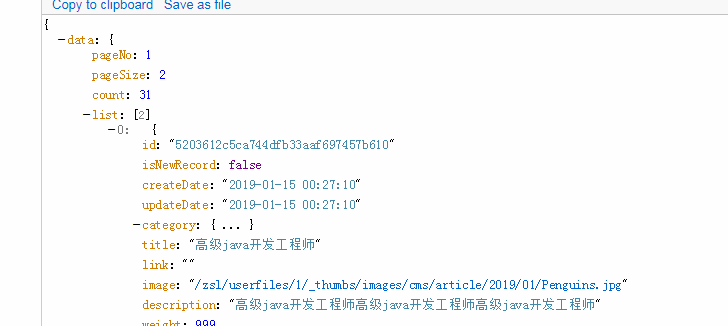 Copy to clipboard Save as file
{
−data: {
pageNo: 1
pageSize: 2
count: 31
−list: [2]
−0: {
id: "5203612c5ca744dfb33aaf697457b610"
isNewRecord: false
createDate: "2019-01-15 00:27:10"
updateDate: "2019-01-15 00:27:10"
−category: { ... }
title: "高级java开发工程师"
link: ""
image: "/zsl/userfiles/1/_thumbs/images/cms/article/2019/01/Penguins.jpg"
description: "高级java开发工程师高级java开发工程师高级java开发工程师"
weight: 999